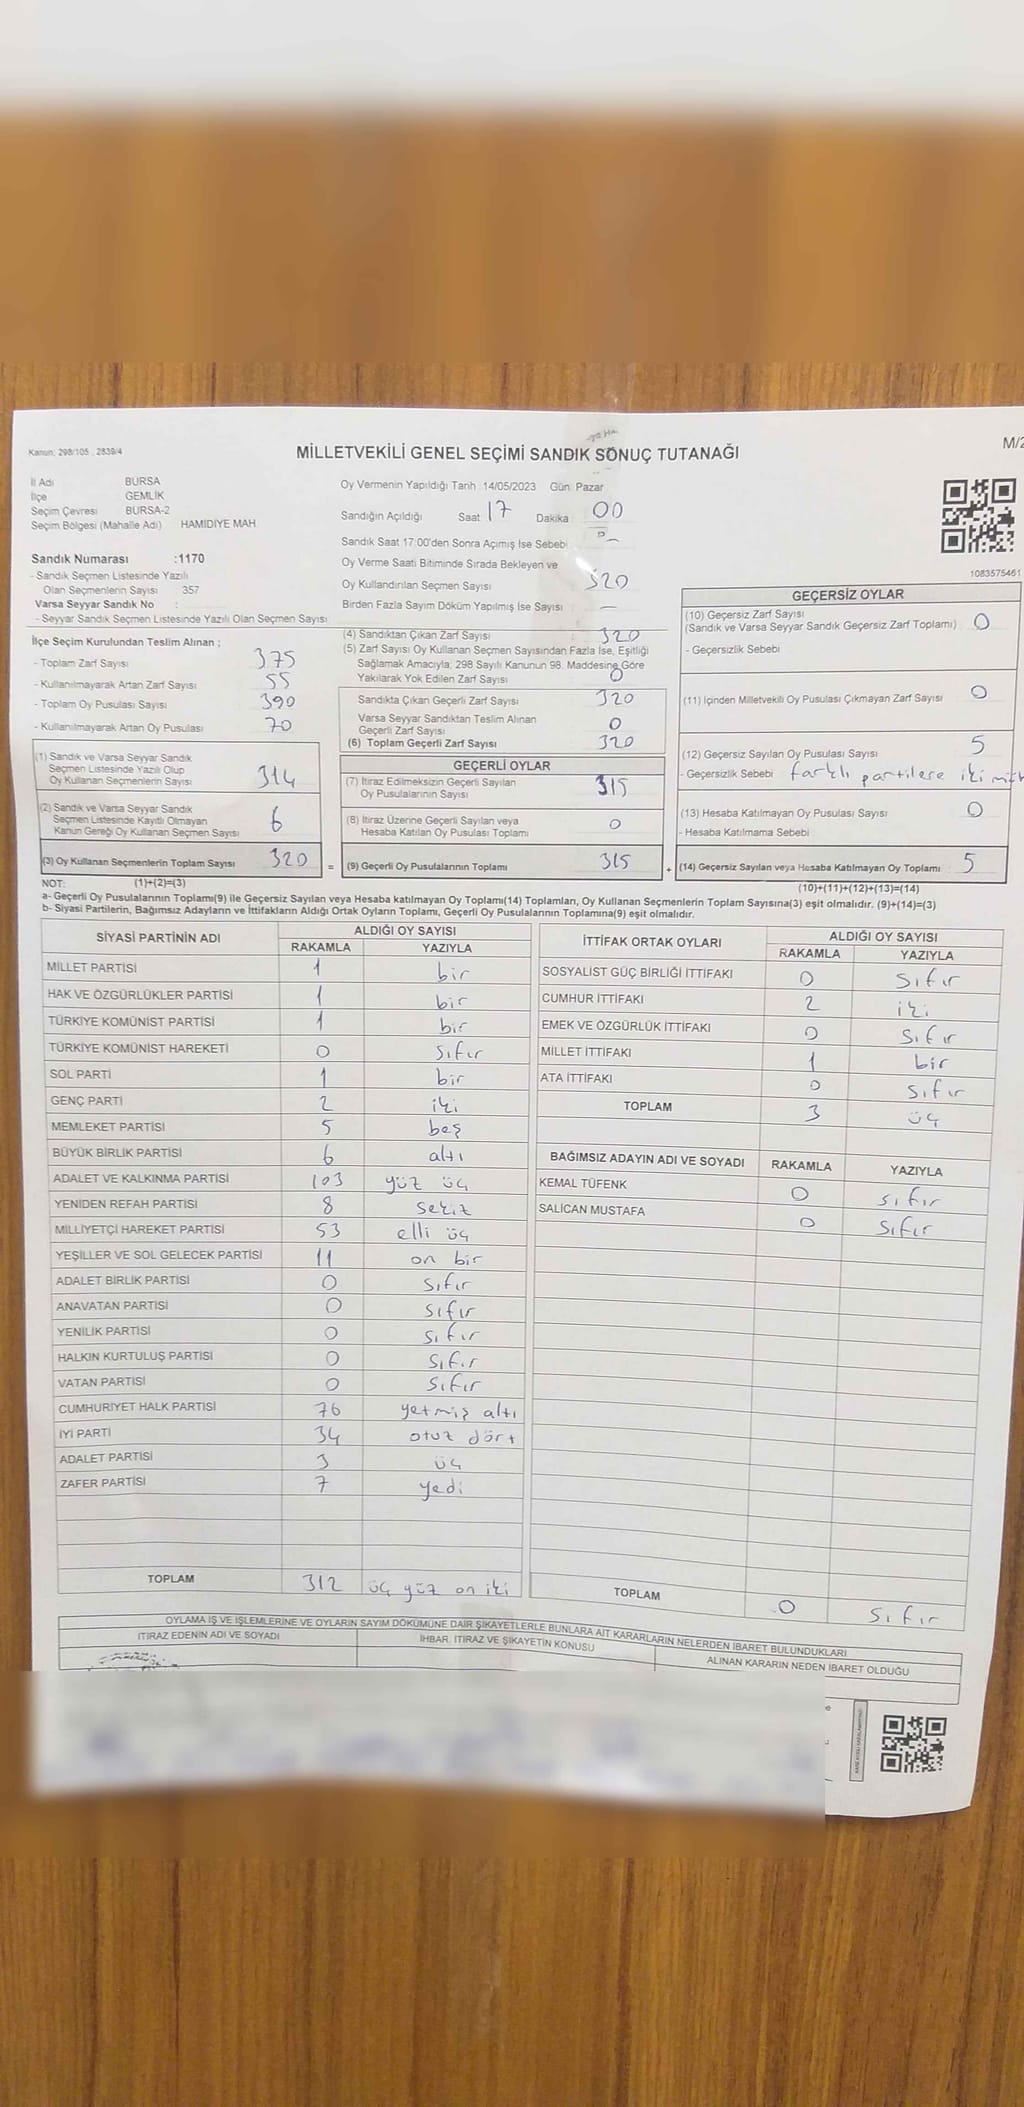 Kanun; 298/105 , 2839/4
MİLLETVEKİLİ GENEL SEÇİMİ SANDIK SONUÇ TUTANAĞI
M/2
İl Adı BURSA
İlçe GEMLİK
Seçim Çevresi BURSA-2
Seçim Bölgesi (Mahalle Adı) HAMİDİYE MAH
Oy Vermenin Yapıldığı Tarih 14/05/2023 Gün: Pazar
Sandığın Açıldığı Saat 17 Dakika 00
Sandık Saat 17:00'den Sonra Açımış İse Sebebi
Oy Verme Saati Bitiminde Sırada Bekleyen ve
Oy Kullandırılan Seçmen Sayısı 320
Birden Fazla Sayım Döküm Yapılmış İse Sayısı —
1083575461
Sandık Numarası :1170
- Sandık Seçmen Listesinde Yazılı
Olan Seçmenlerin Sayısı 357
Varsa Seyyar Sandık No :
- Seyyar Sandık Seçmen Listesinde Yazılı Olan Seçmen Sayısı
İlçe Seçim Kurulundan Teslim Alınan ;
- Toplam Zarf Sayısı 375
- Kullanılmayarak Artan Zarf Sayısı 55
- Toplam Oy Pusulası Sayısı 390
- Kullanılmayarak Artan Oy Pusulası 70
(1) Sandık ve Varsa Seyyar Sandık
Seçmen Listesinde Yazılı Olup
Oy Kullanan Seçmenlerin Sayısı 314
(2) Sandık ve Varsa Seyyar Sandık
Seçmen Listesinde Kayıtlı Olmayan
Kanun Gereği Oy Kullanan Seçmen Sayısı 6
(3) Oy Kullanan Seçmenlerin Toplam Sayısı 320 =
(4) Sandıktan Çıkan Zarf Sayısı 320
(5) Zarf Sayısı Oy Kullanan Seçmen Sayısından Fazla İse, Eşitliği
Sağlamak Amacıyla; 298 Sayılı Kanunun 98. Maddesine Göre
Yakılarak Yok Edilen Zarf Sayısı 0
Sandıkta Çıkan Geçerli Zarf Sayısı 320
Varsa Seyyar Sandıktan Teslim Alınan
Geçerli Zarf Sayısı 0
(6) Toplam Geçerli Zarf Sayısı 320
GEÇERLİ OYLAR
(7) İtiraz Edilmeksizin Geçerli Sayılan
Oy Pusulalarının Sayısı 315
(8) İtiraz Üzerine Geçerli Sayılan veya
Hesaba Katılan Oy Pusulası Toplamı 0
(9) Geçerli Oy Pusulalarının Toplamı 315 +
GEÇERSİZ OYLAR
(10) Geçersiz Zarf Sayısı
(Sandık ve Varsa Seyyar Sandık Geçersiz Zarf Toplamı) 0
- Geçersizlik Sebebi
(11) İçinden Milletvekili Oy Pusulası Çıkmayan Zarf Sayısı 0
(12) Geçersiz Sayılan Oy Pusulası Sayısı 5
- Geçersizlik Sebebi farklı partilere iki
(13) Hesaba Katılmayan Oy Pusulası Sayısı 0
- Hesaba Katılmama Sebebi
(14) Geçersiz Sayılan veya Hesaba Katılmayan Oy Toplamı : 5
NOT: (1)+(2)=(3)
(10)+(11)+(12)+(13)=(14)
a- Geçerli Oy Pusulalarının Toplamı(9) ile Geçersiz Sayılan veya Hesaba katılmayan Oy Toplamı(14) Toplamları, Oy Kullanan Seçmenlerin Toplam Sayısına(3) eşit olmalıdır. (9)+(14)=(3)
b- Siyasi Partilerin, Bağımsız Adayların ve İttifakların Aldığı Ortak Oyların Toplamı, Geçerli Oy Pusulalarının Toplamına(9) eşit olmalıdır.
SİYASİ PARTİNİN ADI ALDIĞI OY SAYISI
RAKAMLA YAZIYLA
MİLLET PARTİSİ 1 bir
HAK VE ÖZGÜRLÜKLER PARTİSİ 1 bir
TÜRKİYE KOMÜNİST PARTİSİ 1 bir
TÜRKİYE KOMÜNİST HAREKETİ 0 sıfır
SOL PARTİ 1 bir
GENÇ PARTİ 2 iki
MEMLEKET PARTİSİ 5 beş
BÜYÜK BİRLİK PARTİSİ 6 altı
ADALET VE KALKINMA PARTİSİ 103 yüz üç
YENİDEN REFAH PARTİSİ 8 sekiz
MİLLİYETÇİ HAREKET PARTİSİ 53 elli üç
YEŞİLLER VE SOL GELECEK PARTİSİ 11 on bir
ADALET BİRLİK PARTİSİ 0 sıfır
ANAVATAN PARTİSİ 0 sıfır
YENİLİK PARTİSİ 0 sıfır
HALKIN KURTULUŞ PARTİSİ 0 sıfır
VATAN PARTİSİ 0 sıfır
CUMHURİYET HALK PARTİSİ 76 yetmiş altı
İYİ PARTİ 34 otuz dört
ADALET PARTİSİ 3 üç
ZAFER PARTİSİ 7 yedi
TOPLAM 312 üç yüz on iki
İTTİFAK ORTAK OYLARI ALDIĞI OY SAYISI
RAKAMLA YAZIYLA
SOSYALİST GÜÇ BİRLİĞİ İTTİFAKI 0 sıfır
CUMHUR İTTİFAKI 2 iki
EMEK VE ÖZGÜRLÜK İTTİFAKI 0 sıfır
MİLLET İTTİFAKI 1 bir
ATA İTTİFAKI 0 sıfır
TOPLAM 3 üç
BAĞIMSIZ ADAYIN ADI VE SOYADI RAKAMLA YAZIYLA
KEMAL TÜFENK 0 sıfır
SALİCAN MUSTAFA 0 sıfır
TOPLAM 0 sıfır
OYLAMA İŞ VE İŞLEMLERİNE VE OYLARIN SAYIM DÖKÜMÜNE DAİR ŞİKAYETLERLE BUNLARA AİT KARARLARIN NELERDEN İBARET BULUNDUKLARI
İTİRAZ EDENİN ADI VE SOYADI İHBAR, İTİRAZ VE ŞİKAYETİN KONUSU ALINAN KARARIN NEDEN İBARET OLDUĞU